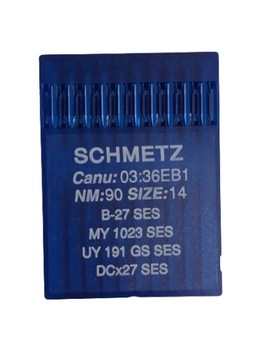 SCHMETZ
Canu: 03:36EB1
NM:90 SIZE:14
B-27 SES
MY 1023 SES
UY 191 GS SES
DCx27 SES